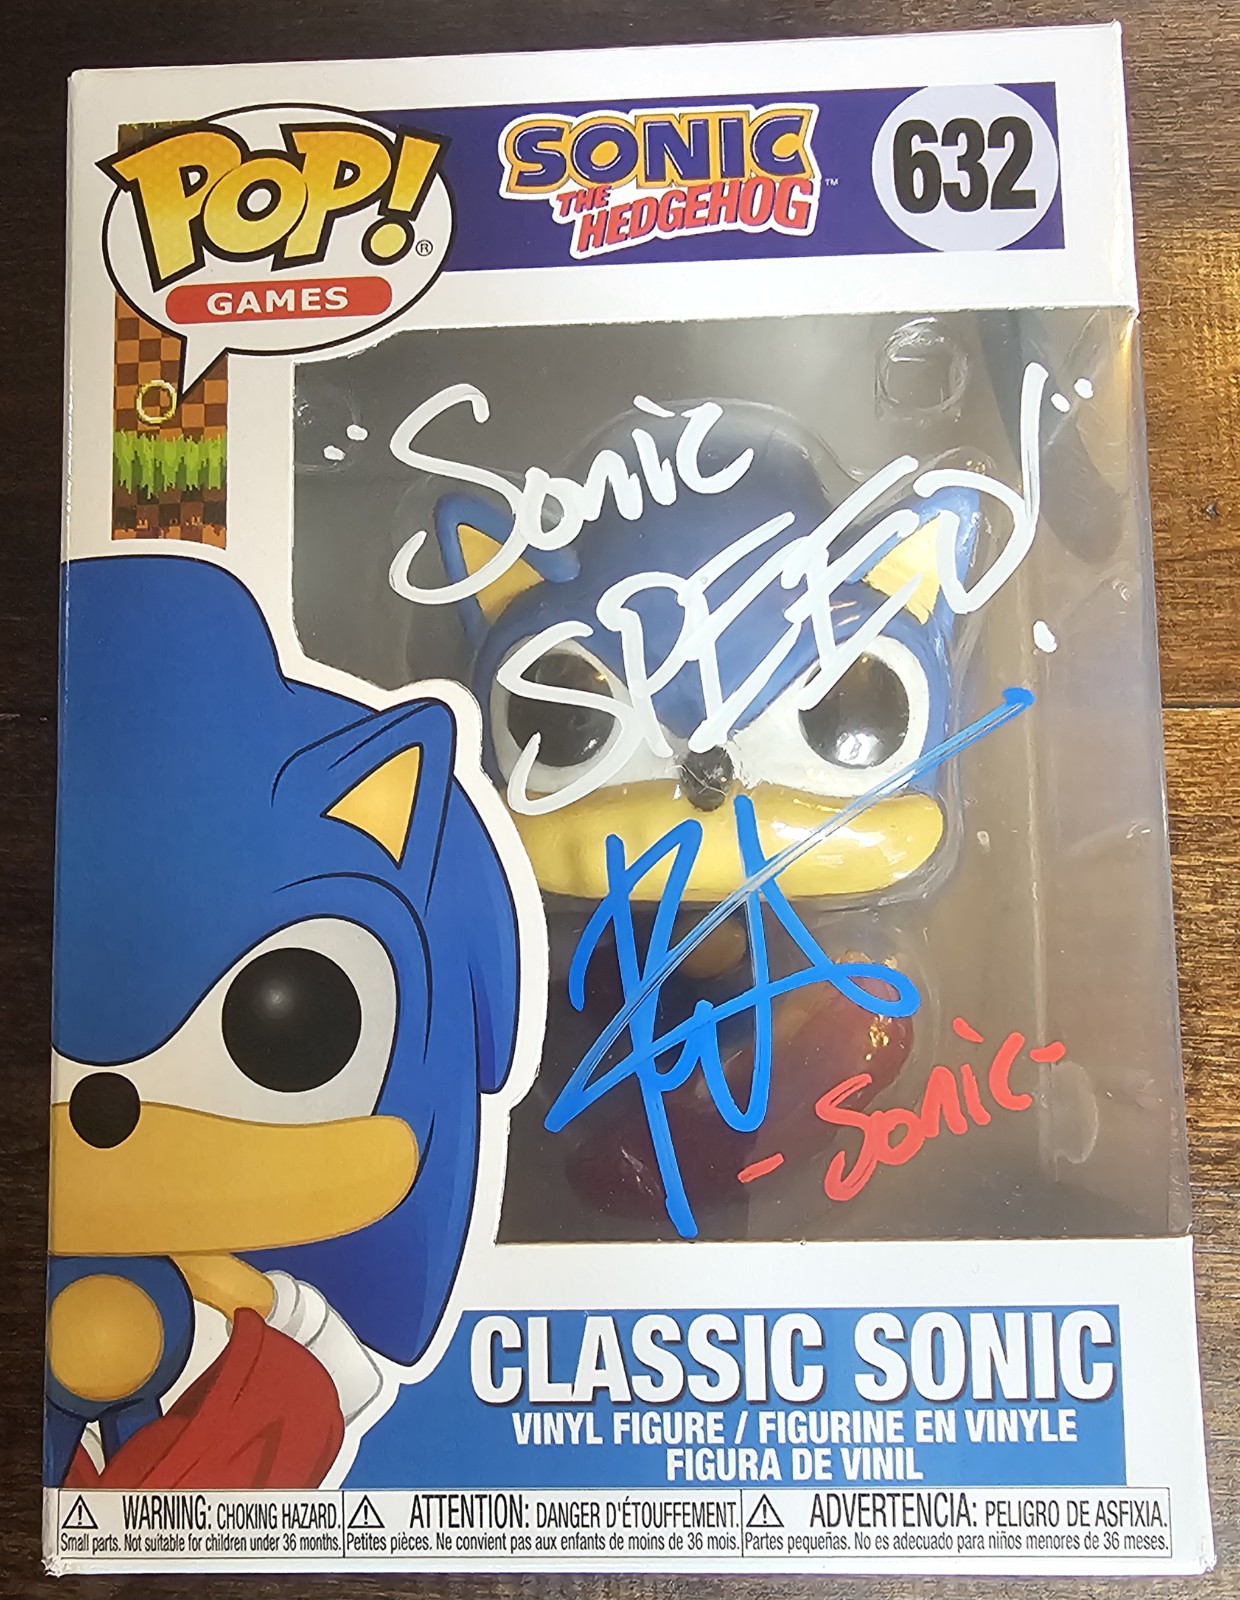 POP!®
GAMES
SONIC™
THE
HEDGEHOG
632
"Sonic
SPEED!"
-Sonic-
CLASSIC SONIC
VINYL FIGURE / FIGURINE EN VINYLE
FIGURA DE VINIL
WARNING: CHOKING HAZARD.
Small parts. Not suitable for children under 36 months.
ATTENTION: DANGER D'ÉTOUFFEMENT.
Petites pièces. Ne convient pas aux enfants de moins de 36 mois.
ADVERTENCIA: PELIGRO DE ASFIXIA.
Partes pequeñas. No es adecuado para niños menores de 36 meses.